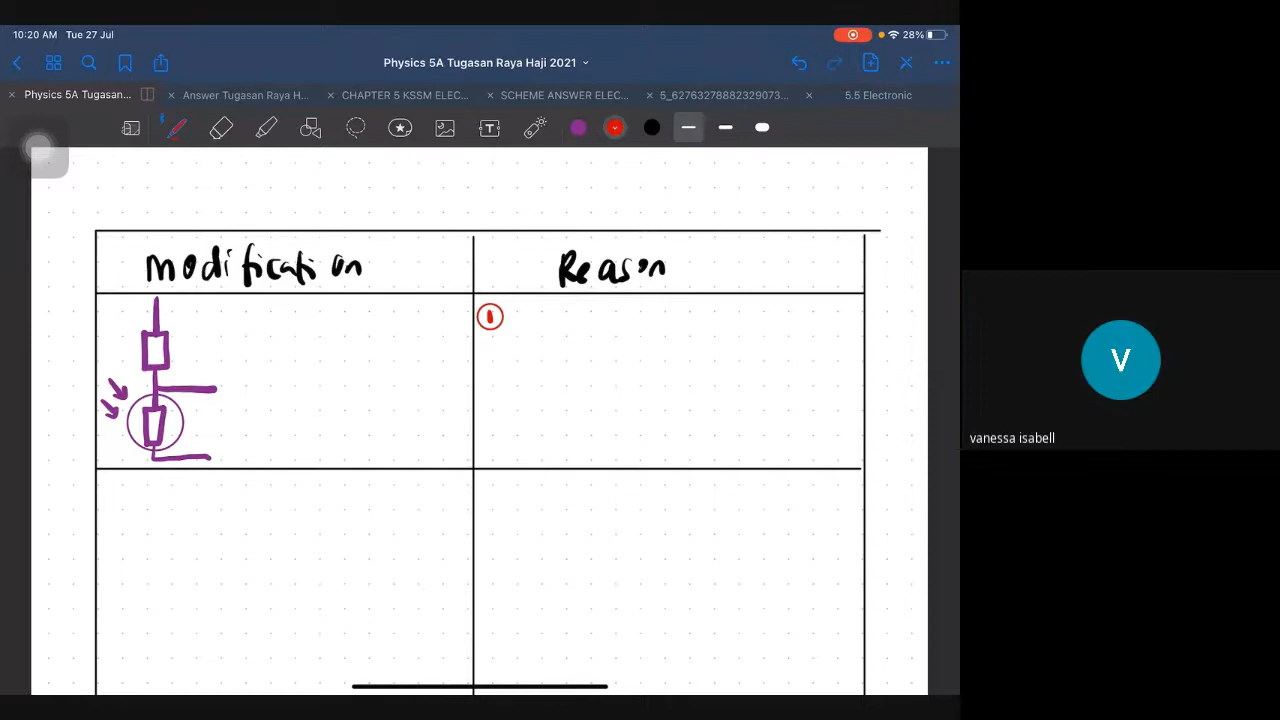 10:20 AM Tue 27 Jul
28%
Physics 5A Tugasan Raya Haji 2021
Physics 5A Tugasan...
Answer Tugasan Raya H...
CHAPTER 5 KSSM ELEC...
SCHEME ANSWER ELEC...
5_62763278882329073...
5.5 Electronic
T
modification
Reason
1
V
vanessa isabell